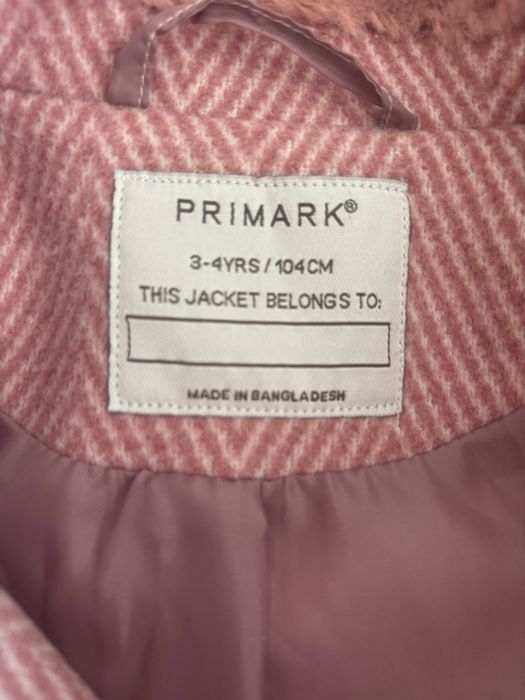 PRIMARK®
3-4YRS / 104CM
THIS JACKET BELONGS TO:
MADE IN BANGLADESH